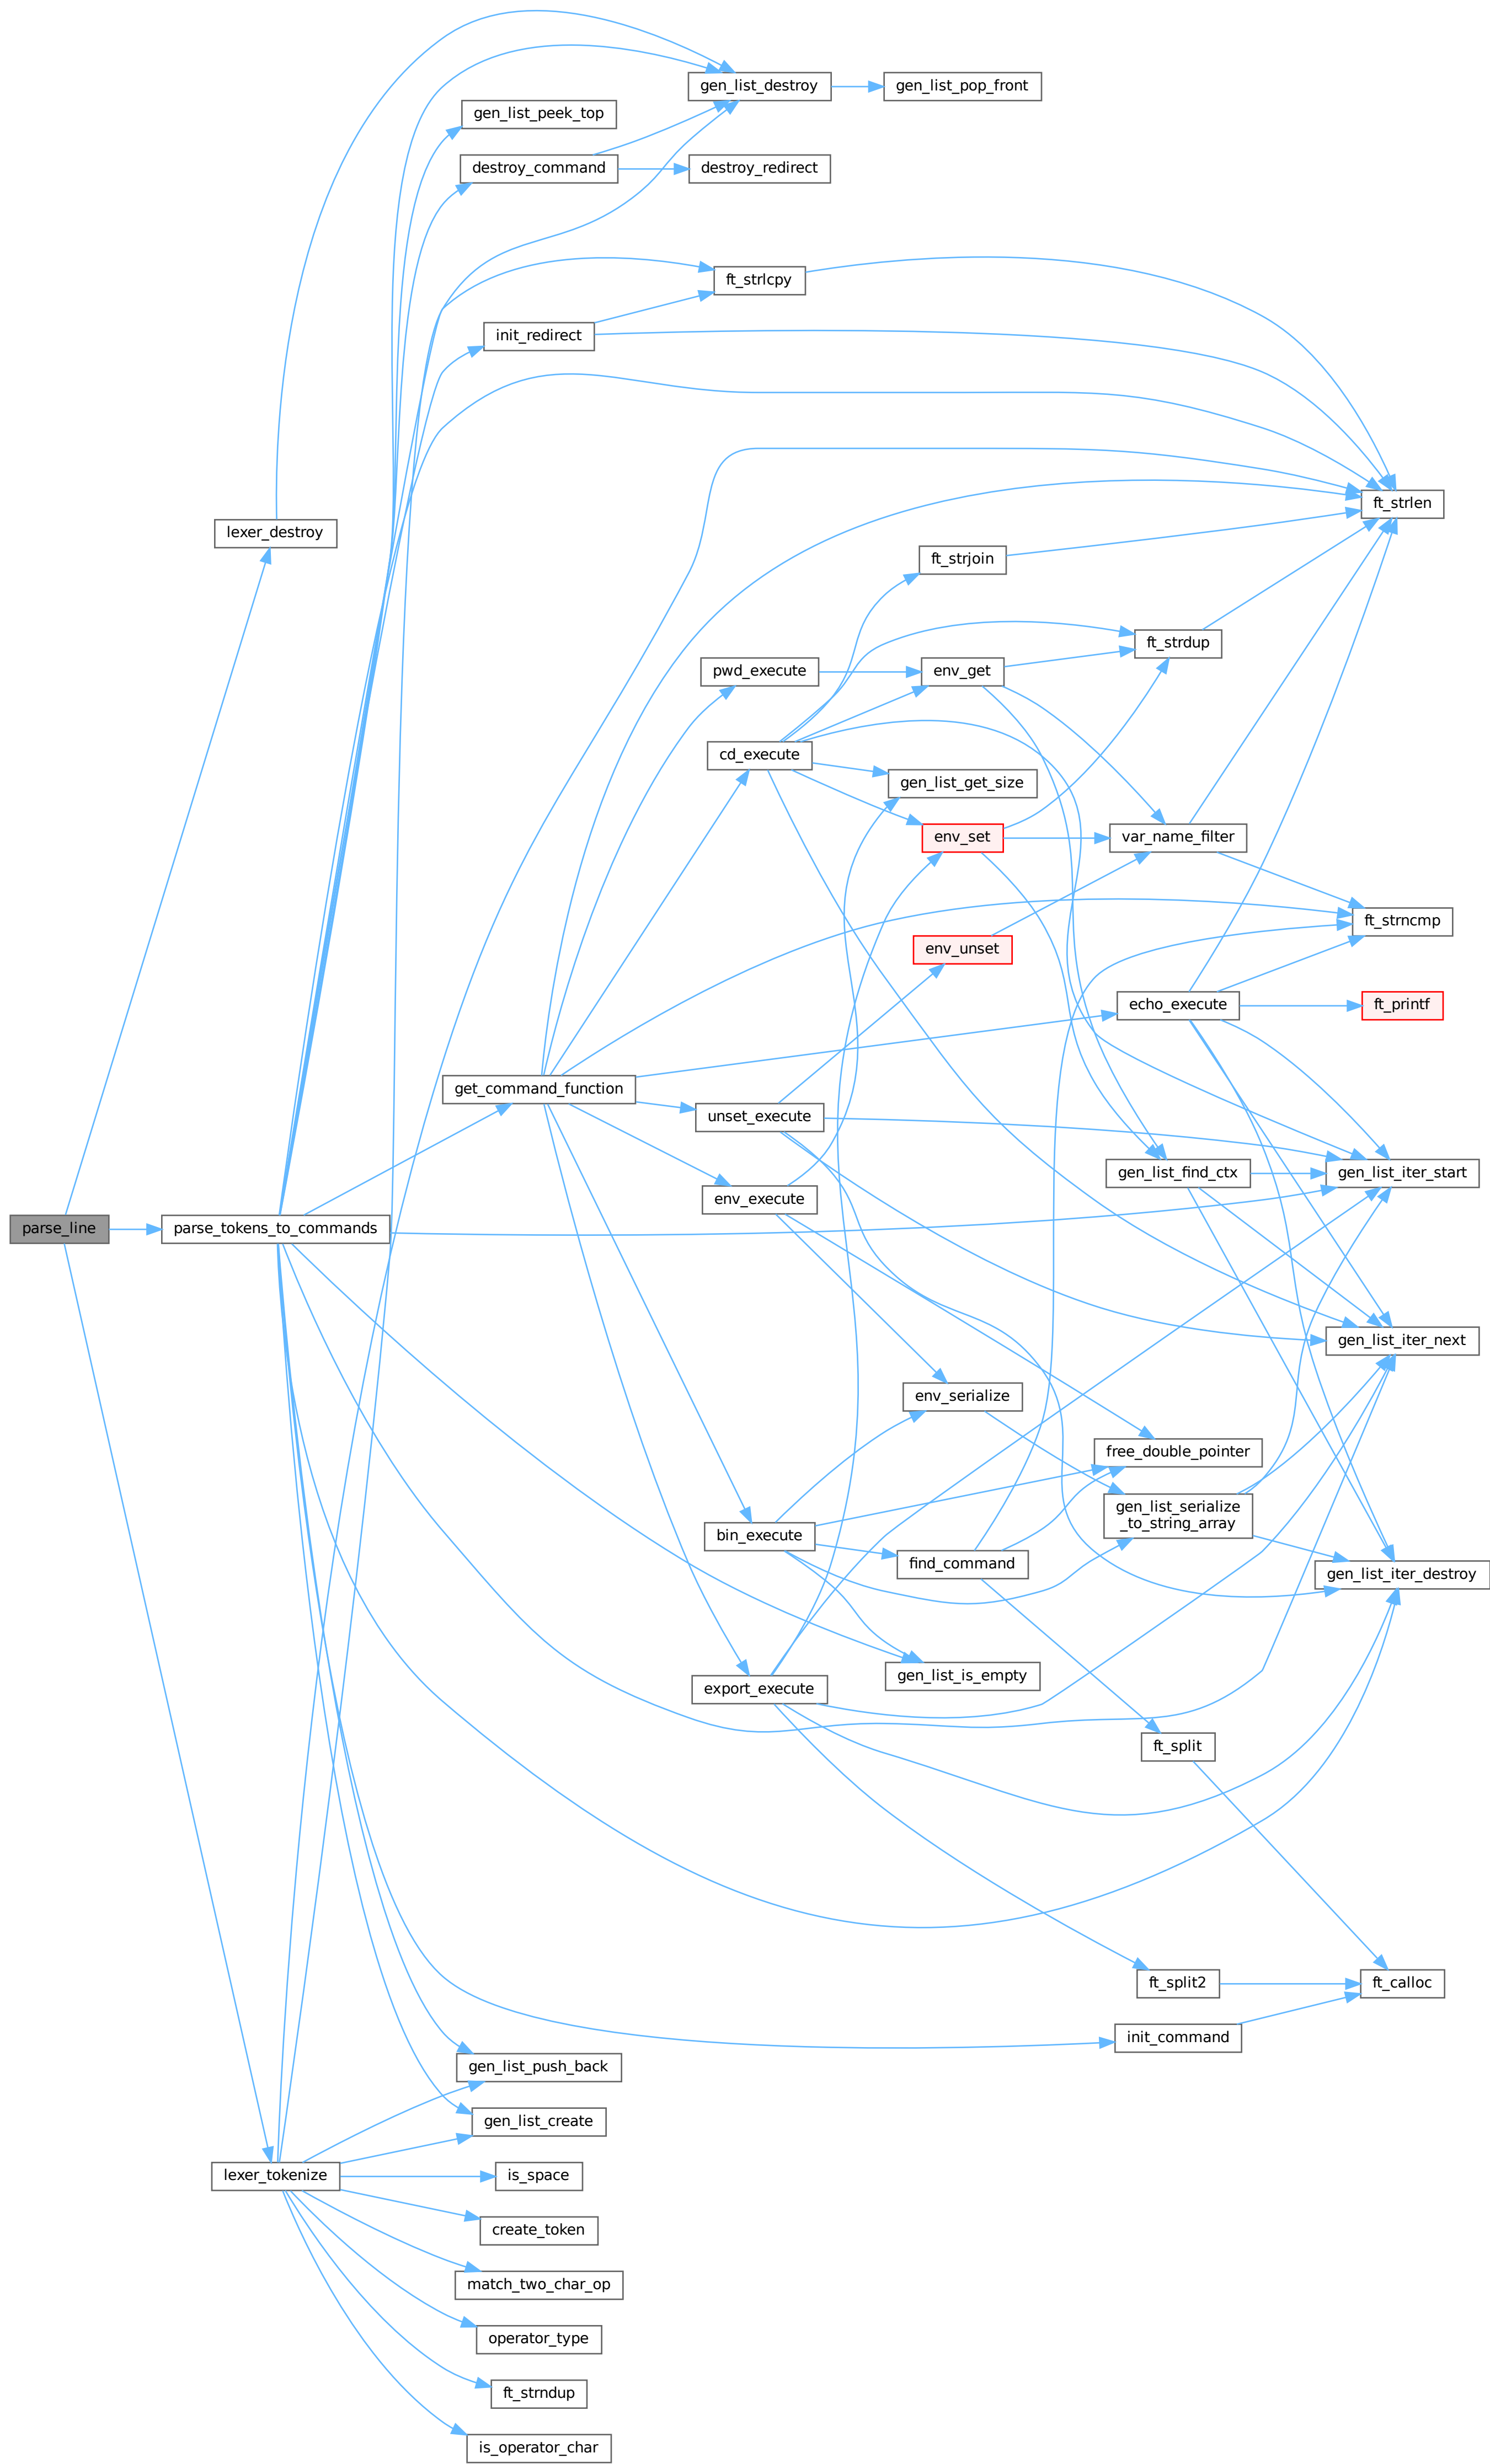 gen_list_destroy
gen_list_pop_front
gen_list_peek_top
destroy_command
destroy_redirect
ft_strlcpy
init_redirect
ft_strlen
lexer_destroy
ft_strjoin
ft_strdup
pwd_execute
env_get
cd_execute
gen_list_get_size
env_set
var_name_filter
ft_strncmp
env_unset
echo_execute
ft_printf
get_command_function
unset_execute
gen_list_find_ctx
gen_list_iter_start
env_execute
parse_line
parse_tokens_to_commands
gen_list_iter_next
env_serialize
free_double_pointer
gen_list_serialize
_to_string_array
bin_execute
find_command
gen_list_iter_destroy
gen_list_is_empty
export_execute
ft_split
ft_split2
ft_calloc
init_command
gen_list_push_back
gen_list_create
lexer_tokenize
is_space
create_token
match_two_char_op
operator_type
ft_strndup
is_operator_char